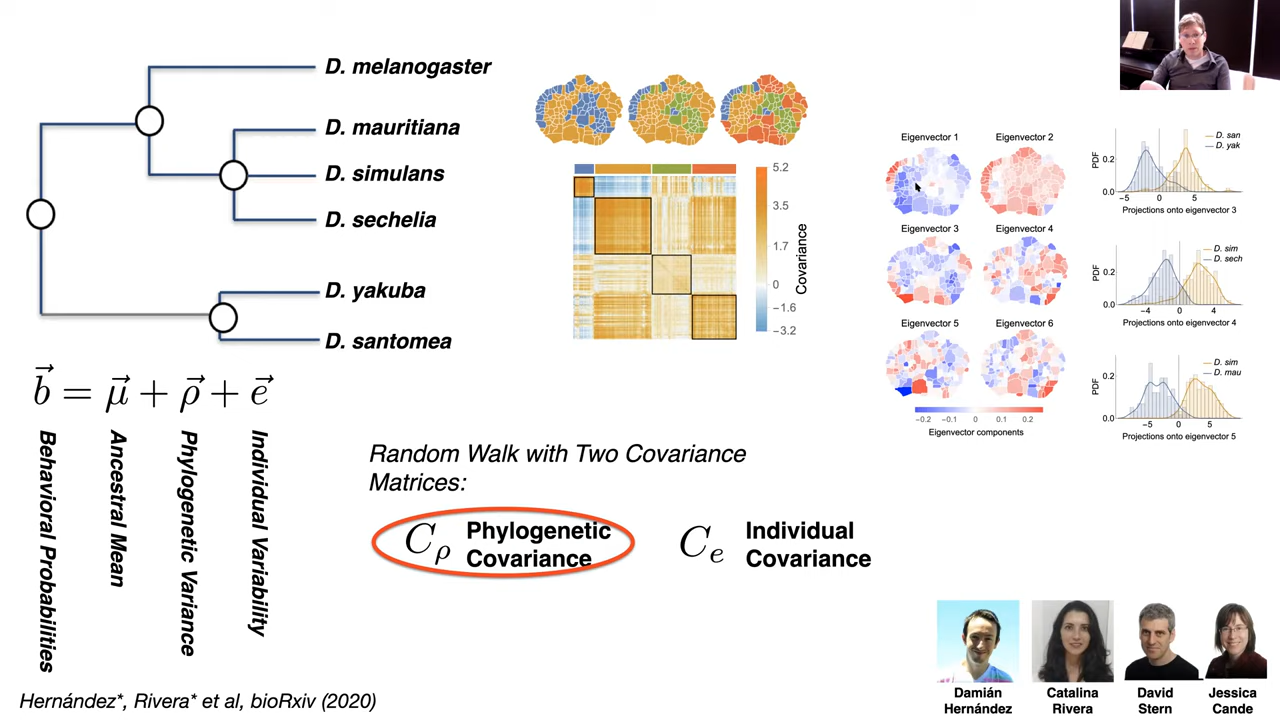 D. melanogaster
D. mauritiana
D. simulans
D. sechelia
D. yakuba
D. santomea
b⃗ = μ⃗ + ρ⃗ + e⃗
Behavioral Probabilities
Ancestral Mean
Phylogenetic Variance
Individual Variability
5.2
3.5
1.7
0
−1.6
−3.2
Covariance
Eigenvector 1
Eigenvector 2
Eigenvector 3
Eigenvector 4
Eigenvector 5
Eigenvector 6
−0.2 −0.1 0 0.1 0.2
Eigenvector components
D. san
D. yak
PDF
0.2
0.0
−5 0 5
Projections onto eigenvector 3
D. sim
D. sech
PDF
0.2
0.0
−4 0 4
Projections onto eigenvector 4
D. sim
D. mau
PDF
0.2
0.0
−5 0 5
Projections onto eigenvector 5
Random Walk with Two Covariance
Matrices:
Cρ Phylogenetic
Covariance
Ce Individual
Covariance
Damián
Hernández
Catalina
Rivera
David
Stern
Jessica
Cande
Hernández*, Rivera* et al, bioRxiv (2020)